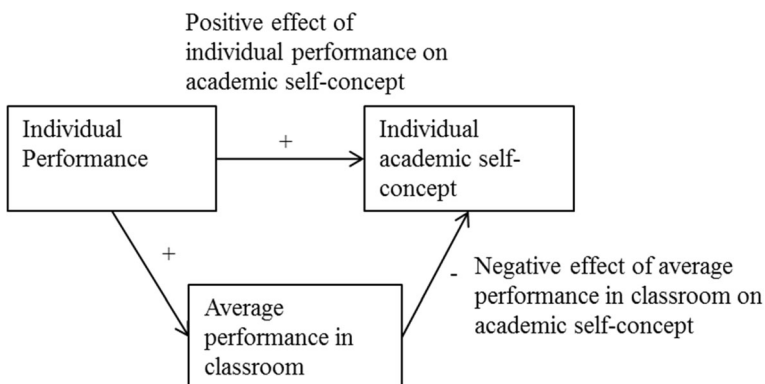 Positive effect of
individual performance on
academic self-concept
Individual
Performance
+
Individual
academic self-
concept
+
-
Negative effect of average
performance in classroom on
academic self-concept
Average
performance in
classroom